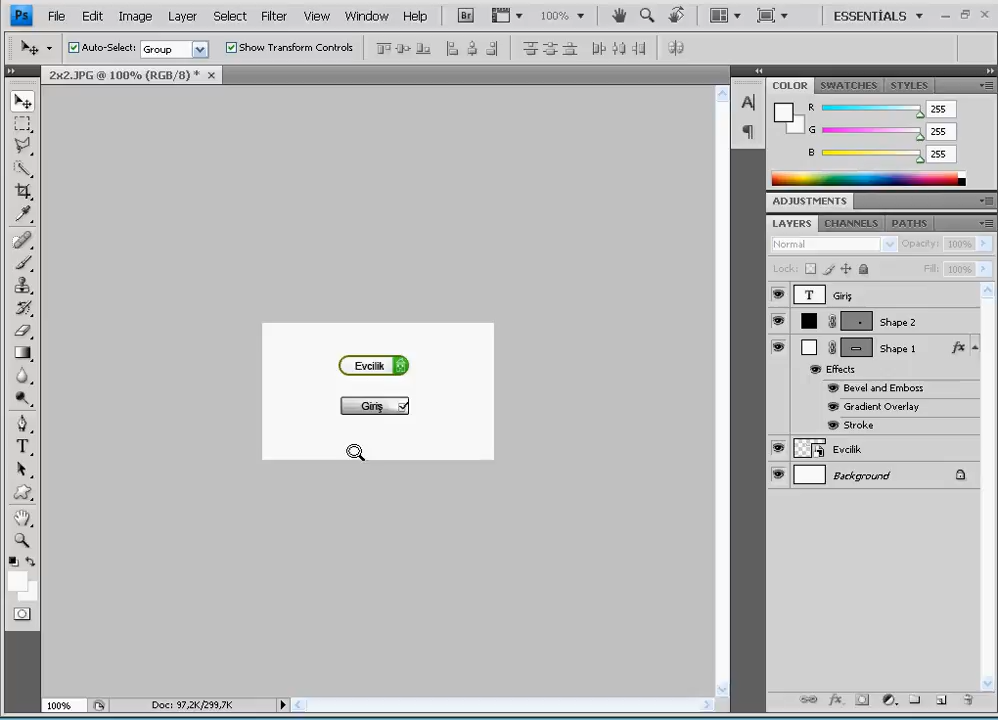 Ps File Edit Image Layer Select Filter View Window Help Br 100% ESSENTİALS
Auto-Select: Group Show Transform Controls
2x2.JPG @ 100% (RGB/8) *
COLOR SWATCHES STYLES
R 255
G 255
B 255
ADJUSTMENTS
LAYERS CHANNELS PATHS
Normal Opacity: 100%
Lock: Fill: 100%
T Giriş
Shape 2
Shape 1 fx
Effects
Bevel and Emboss
Gradient Overlay
Stroke
Evcilik
Background
Evcilik
Giriş
100% Doc: 97,2K/299,7K